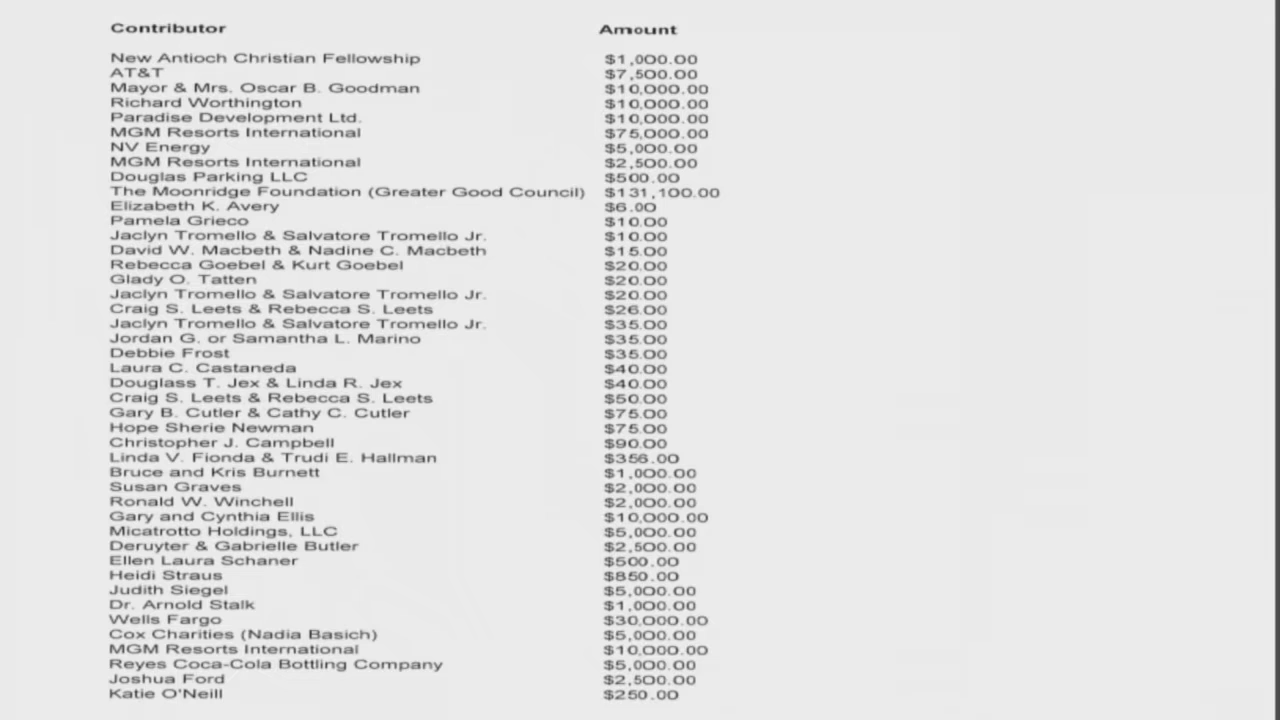 Contributor Amount
New Antioch Christian Fellowship $1,000.00
AT&T $7,500.00
Mayor & Mrs. Oscar B. Goodman $10,000.00
Richard Worthington $10,000.00
Paradise Development Ltd. $10,000.00
MGM Resorts International $75,000.00
NV Energy $5,000.00
MGM Resorts International $2,500.00
Douglas Parking LLC $500.00
The Moonridge Foundation (Greater Good Council) $131,100.00
Elizabeth K. Avery $6.00
Pamela Grieco $10.00
Jaclyn Tromello & Salvatore Tromello Jr. $10.00
David W. Macbeth & Nadine C. Macbeth $15.00
Rebecca Goebel & Kurt Goebel $20.00
Glady O. Tatten $20.00
Jaclyn Tromello & Salvatore Tromello Jr. $20.00
Craig S. Leets & Rebecca S. Leets $26.00
Jaclyn Tromello & Salvatore Tromello Jr. $35.00
Jordan G. or Samantha L. Marino $35.00
Debbie Frost $35.00
Laura C. Castaneda $40.00
Douglass T. Jex & Linda R. Jex $40.00
Craig S. Leets & Rebecca S. Leets $50.00
Gary B. Cutler & Cathy C. Cutler $75.00
Hope Sherie Newman $75.00
Christopher J. Campbell $90.00
Linda V. Fionda & Trudi E. Hallman $356.00
Bruce and Kris Burnett $1,000.00
Susan Graves $2,000.00
Ronald W. Winchell $2,000.00
Gary and Cynthia Ellis $10,000.00
Micatrotto Holdings, LLC $5,000.00
Deruyter & Gabrielle Butler $2,500.00
Ellen Laura Schaner $500.00
Heidi Straus $850.00
Judith Siegel $5,000.00
Dr. Arnold Stalk $1,000.00
Wells Fargo $30,000.00
Cox Charities (Nadia Basich) $5,000.00
MGM Resorts International $10,000.00
Reyes Coca-Cola Bottling Company $5,000.00
Joshua Ford $2,500.00
Katie O'Neill $250.00